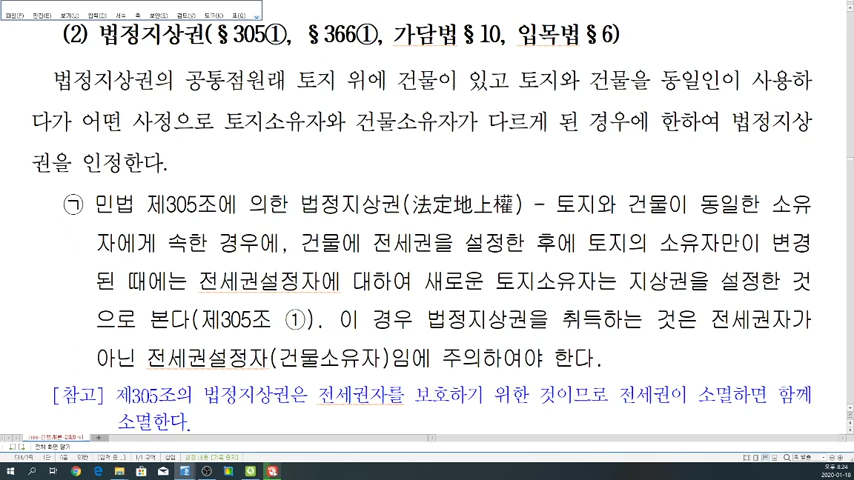 (2) 법정지상권(§305①, §366①, 가담법§10, 입목법§6)
법정지상권의 공통점원래 토지 위에 건물이 있고 토지와 건물을 동일인이 사용하
다가 어떤 사정으로 토지소유자와 건물소유자가 다르게 된 경우에 한하여 법정지상
권을 인정한다.
㉠ 민법 제305조에 의한 법정지상권(法定地上權) - 토지와 건물이 동일한 소유
자에게 속한 경우에, 건물에 전세권을 설정한 후에 토지의 소유자만이 변경
된 때에는 전세권설정자에 대하여 새로운 토지소유자는 지상권을 설정한 것
으로 본다(제305조 ①). 이 경우 법정지상권을 취득하는 것은 전세권자가
아닌 전세권설정자(건물소유자)임에 주의하여야 한다.
[참고] 제305조의 법정지상권은 전세권자를 보호하기 위한 것이므로 전세권이 소멸하면 함께
소멸한다.
오후 8:24
2020-01-18